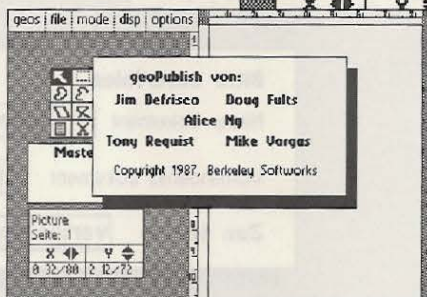 geos file mode disp options
geoPublish von:
Jim Defrisco Doug Fults
Alice Ng
Tony Requist Mike Vargas
Copyright 1987, Berkeley Softworks
Maste
Picture
Seite: 1
X Y
0 32/80 2 12/72